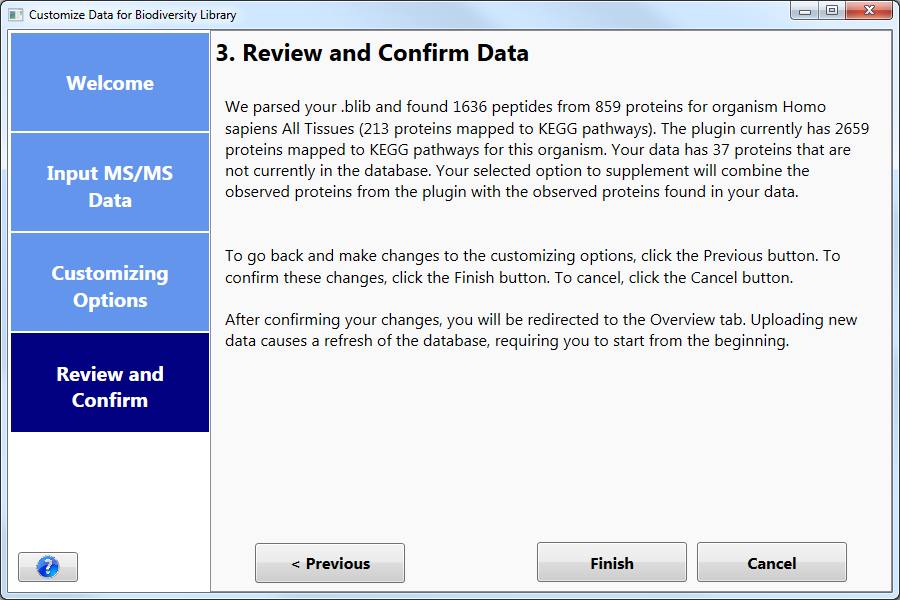 Customize Data for Biodiversity Library
Welcome
Input MS/MS
Data
Customizing
Options
Review and
Confirm
3. Review and Confirm Data
We parsed your .blib and found 1636 peptides from 859 proteins for organism Homo
sapiens All Tissues (213 proteins mapped to KEGG pathways). The plugin currently has 2659
proteins mapped to KEGG pathways for this organism. Your data has 37 proteins that are
not currently in the database. Your selected option to supplement will combine the
observed proteins from the plugin with the observed proteins found in your data.
To go back and make changes to the customizing options, click the Previous button. To
confirm these changes, click the Finish button. To cancel, click the Cancel button.
After confirming your changes, you will be redirected to the Overview tab. Uploading new
data causes a refresh of the database, requiring you to start from the beginning.
?
< Previous
Finish
Cancel